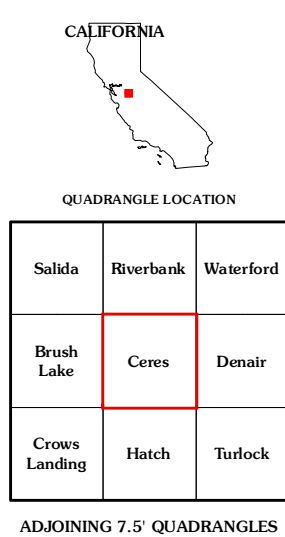 CALIFORNIA
QUADRANGLE LOCATION
Salida Riverbank Waterford
Brush
Lake
Ceres
Denair
Crows
Landing
Hatch
Turlock
ADJOINING 7.5' QUADRANGLES